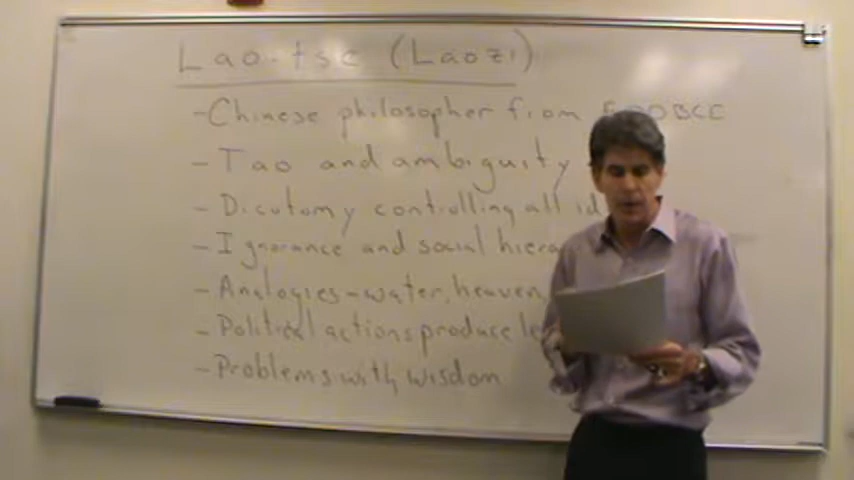 Lao-tse (Laozi)
- Chinese philosopher from 600BCE
- Tao and ambiguity
- Dicotomy controlling all
- Ignorance and social
- Analogies - water, heaven,
- Political actions produce
- Problems with wisdom